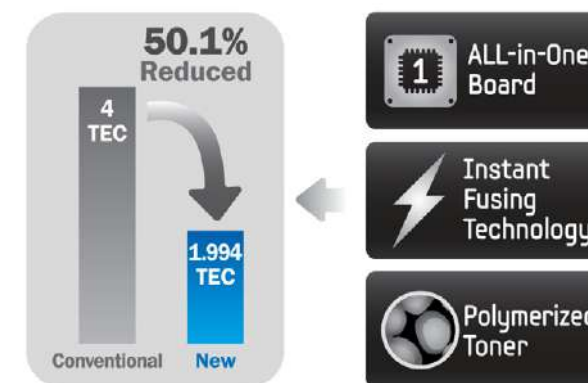 50.1%
Reduced
4
TEC
1.994
TEC
Conventional
New
1
ALL-in-One
Board
Instant
Fusing
Technology
Polymerized
Toner